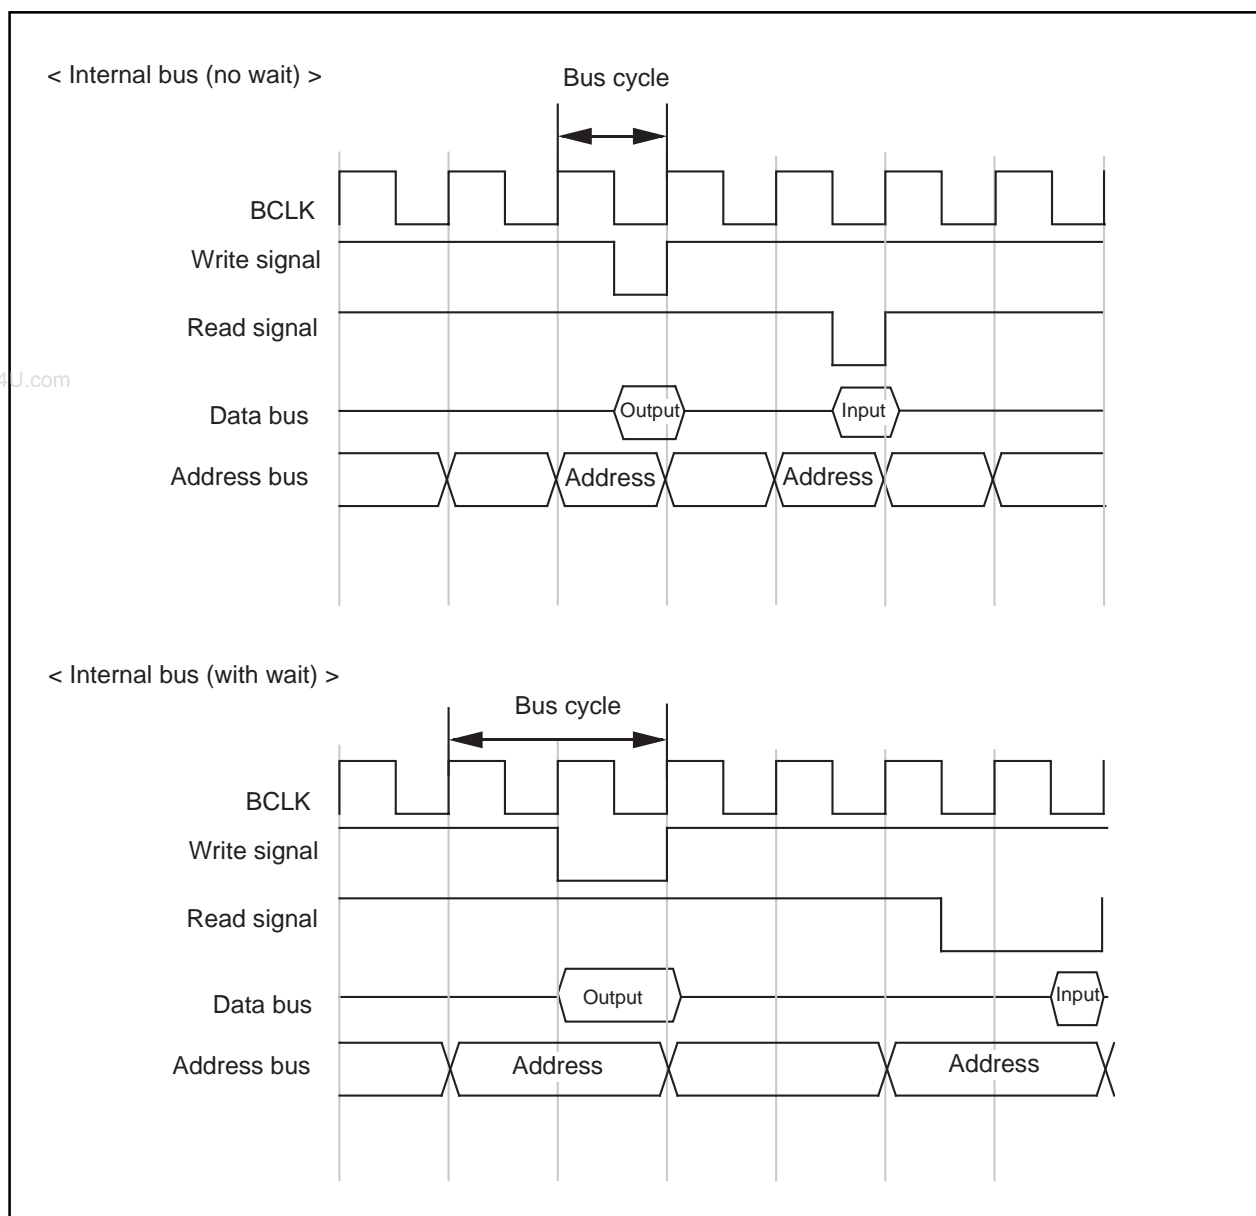 < Internal bus (no wait) >
Bus cycle
BCLK
Write signal
Read signal
4U.com
Data bus
Output
Input
Address bus
Address
Address
< Internal bus (with wait) >
Bus cycle
BCLK
Write signal
Read signal
Data bus
Output
Input
Address bus
Address
Address